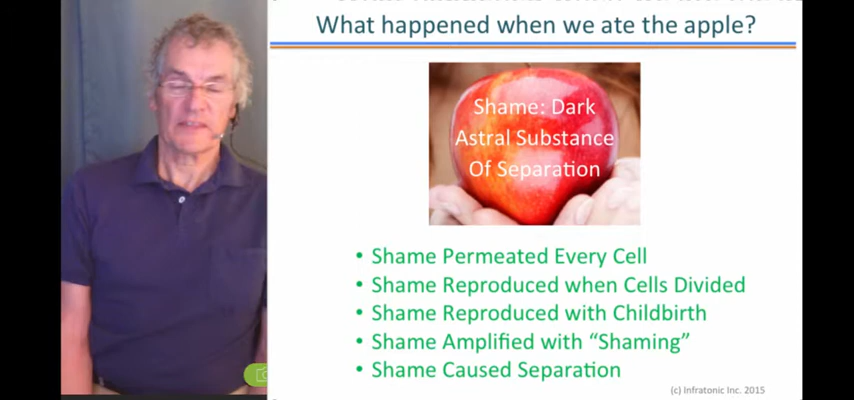 What happened when we ate the apple?
Shame: Dark
Astral Substance
Of Separation
• Shame Permeated Every Cell
• Shame Reproduced when Cells Divided
• Shame Reproduced with Childbirth
• Shame Amplified with “Shaming”
• Shame Caused Separation
(c) Infratonic Inc. 2015